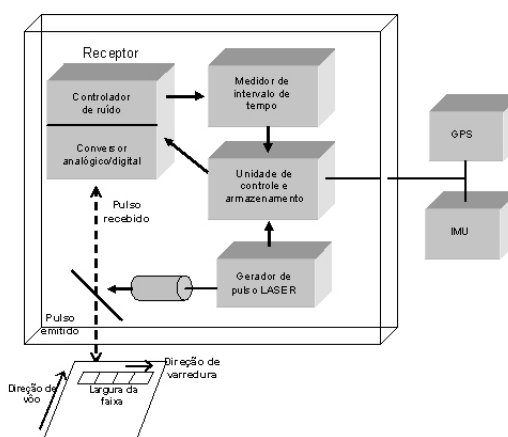 Receptor
Controlador
de ruído
Conversor
analógico/digital
Medidor de
intervalo de
tempo
Unidade de
controle e
armazenamento
GPS
IMU
Pulso
recebido
Gerador de
pulso LASER
Pulso
emitido
Direção de
varredura
Direção de
vôo
Largura da
faixa